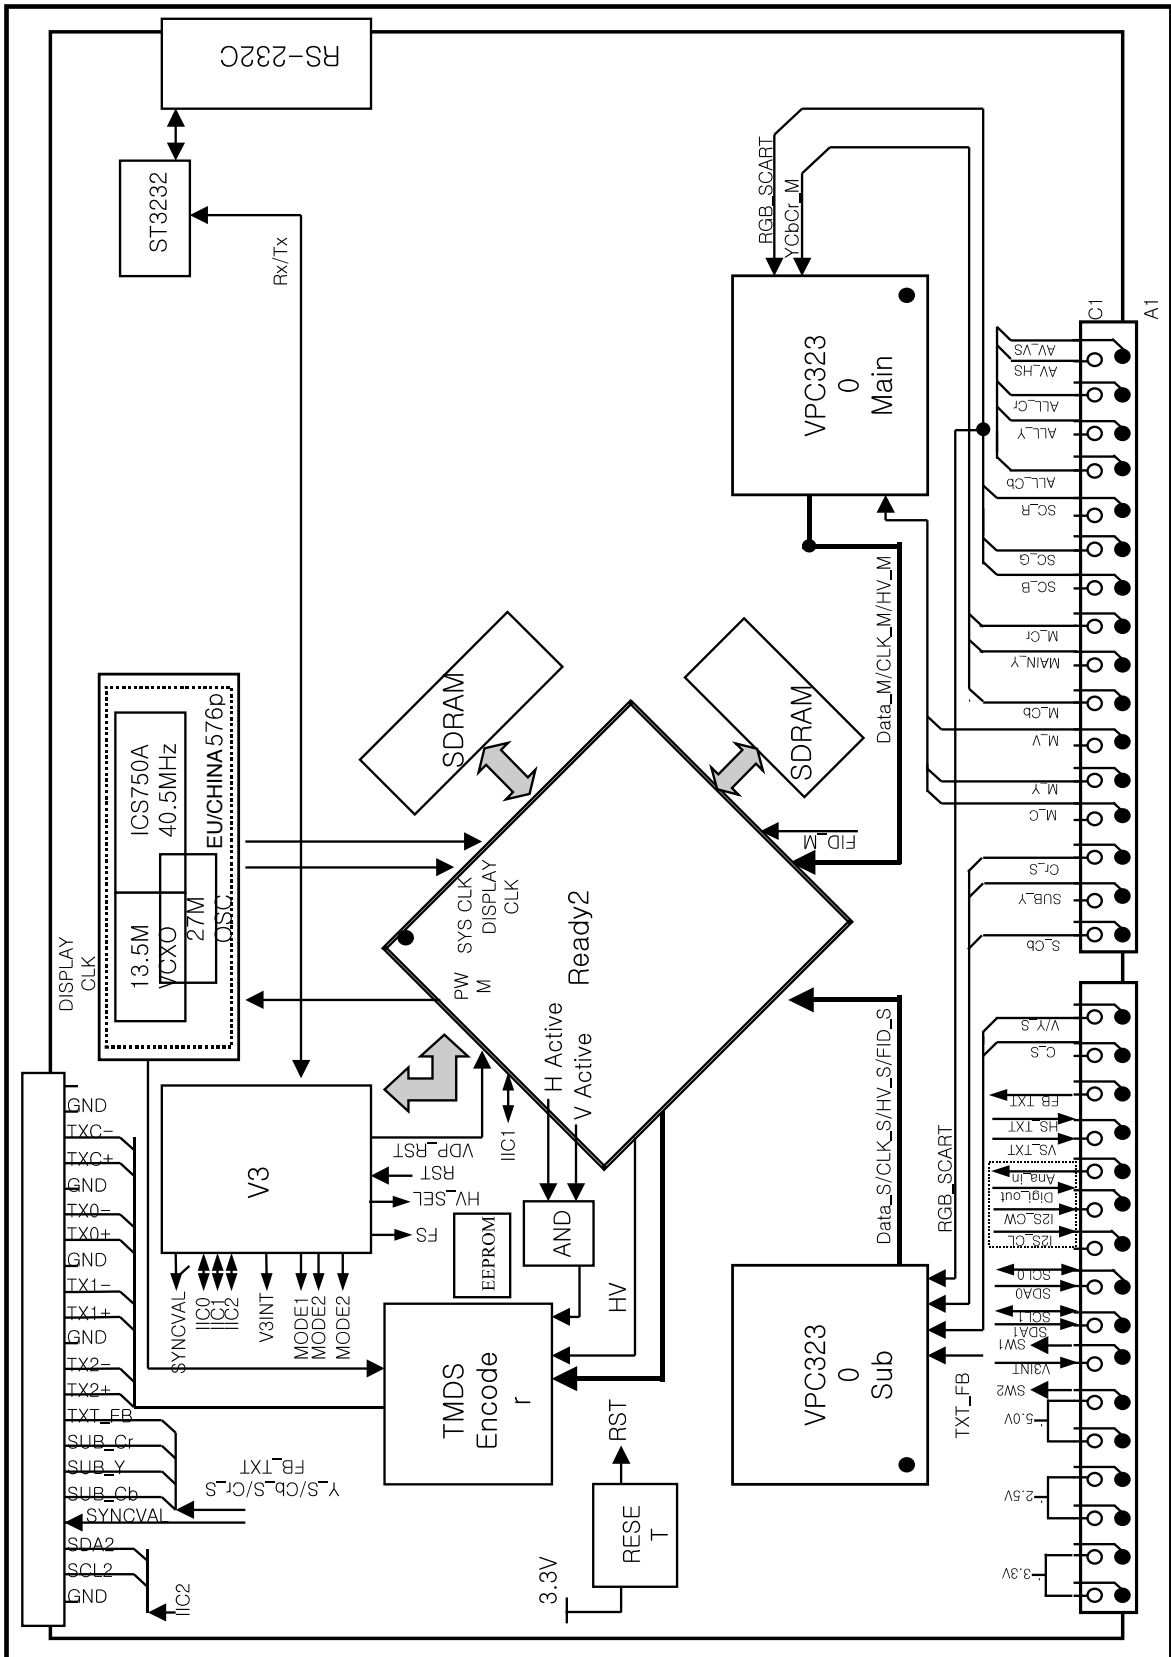 RS-232C
ST3232
Rx/Tx
RGB_SCART
YCbCr_M
VPC323
0
Main
C1
A1
AV_VS
AV_HS
ALL_Cr
ALL_Y
ALL_Cb
SC_R
SC_G
SC_B
M_Cr
MAIN_Y
M_Cb
M_V
M_Y
M_C
Cr_S
SUB_Y
S_Cb
V/Y_S
C_S
FB_TXT
HS_TXT
VS_TXT
Ana_in
Digi_out
I2S_CW
I2S_CL
SCL0
SDA0
SCL1
SDA1
SW1
V3INT
SW2
5.0V
2.5V
3.3V
Data_M/CLK_M/HV_M
SDRAM
SDRAM
FID_M
DISPLAY
CLK
ICS750A
40.5MHz
EU/CHINA576p
13.5M
VCXO
27M
OSC
SYS CLK
DISPLAY
CLK
PW
M
Ready2
H Active
V Active
IIC1
VDP_RST
RST
HV_SEL
FS
V3
SYNCVAL
IIC0
IIC1
IIC2
V3INT
MODE1
MODE2
MODE2
EEPROM
AND
HV
TMDS
Encode
r
RST
RESE
T
3.3V
Data_S/CLK_S/HV_S/FID_S
RGB_SCART
VPC323
0
Sub
TXT_FB
GND
TXC-
TXC+
GND
TX0-
TX0+
GND
TX1-
TX1+
GND
TX2-
TX2+
TXT_FB
SUB_Cr
SUB_Y
SUB_Cb
SYNCVAL
SDA2
SCL2
GND
Y_S/Cb_S/Cr_S
FB_TXT
IIC2